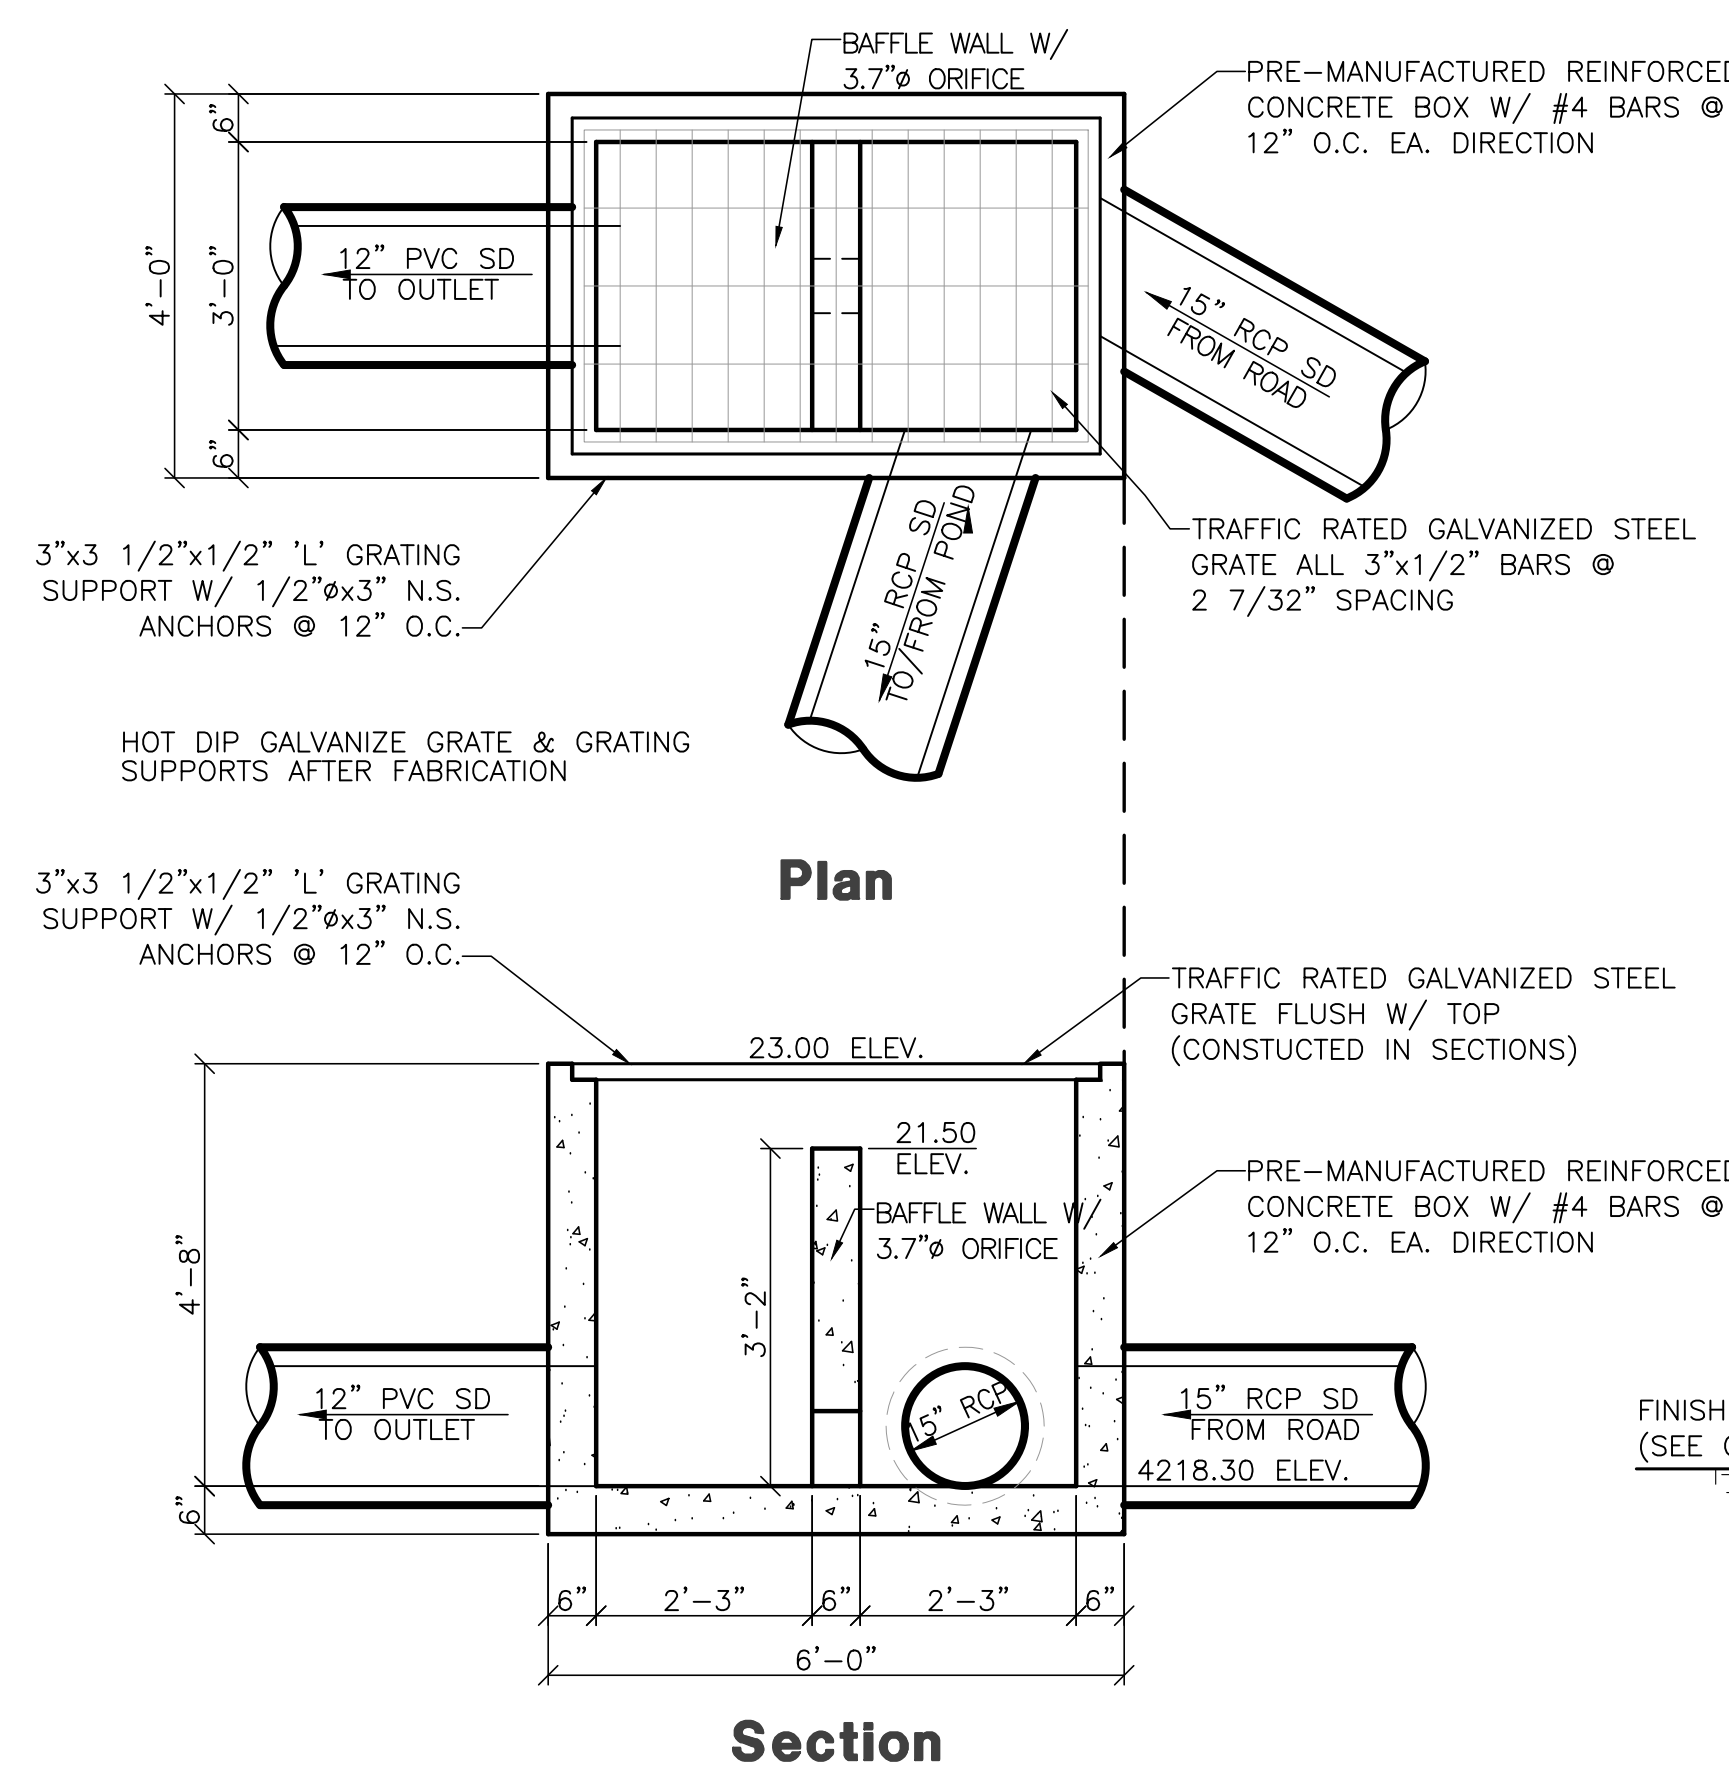 BAFFLE WALL W/
3.7"ø ORIFICE
PRE-MANUFACTURED REINFORCED
CONCRETE BOX W/ #4 BARS @
12" O.C. EA. DIRECTION
6"
4'-0"
3'-0"
6"
12" PVC SD
TO OUTLET
15" RCP SD
FROM ROAD
15" RCP SD
TO/FROM POND
3"x3 1/2"x1/2" 'L' GRATING
SUPPORT W/ 1/2"øx3" N.S.
ANCHORS @ 12" O.C.
TRAFFIC RATED GALVANIZED STEEL
GRATE ALL 3"x1/2" BARS @
2 7/32" SPACING
HOT DIP GALVANIZE GRATE & GRATING
SUPPORTS AFTER FABRICATION
Plan
3"x3 1/2"x1/2" 'L' GRATING
SUPPORT W/ 1/2"øx3" N.S.
ANCHORS @ 12" O.C.
TRAFFIC RATED GALVANIZED STEEL
GRATE FLUSH W/ TOP
(CONSTUCTED IN SECTIONS)
23.00 ELEV.
21.50
ELEV.
BAFFLE WALL W/
3.7"ø ORIFICE
PRE-MANUFACTURED REINFORCED
CONCRETE BOX W/ #4 BARS @
12" O.C. EA. DIRECTION
4'-8"
3'-2"
6"
12" PVC SD
TO OUTLET
15" RCP
15" RCP SD
FROM ROAD
4218.30 ELEV.
FINISH
(SEE
6" 2'-3" 6" 2'-3" 6"
6'-0"
Section